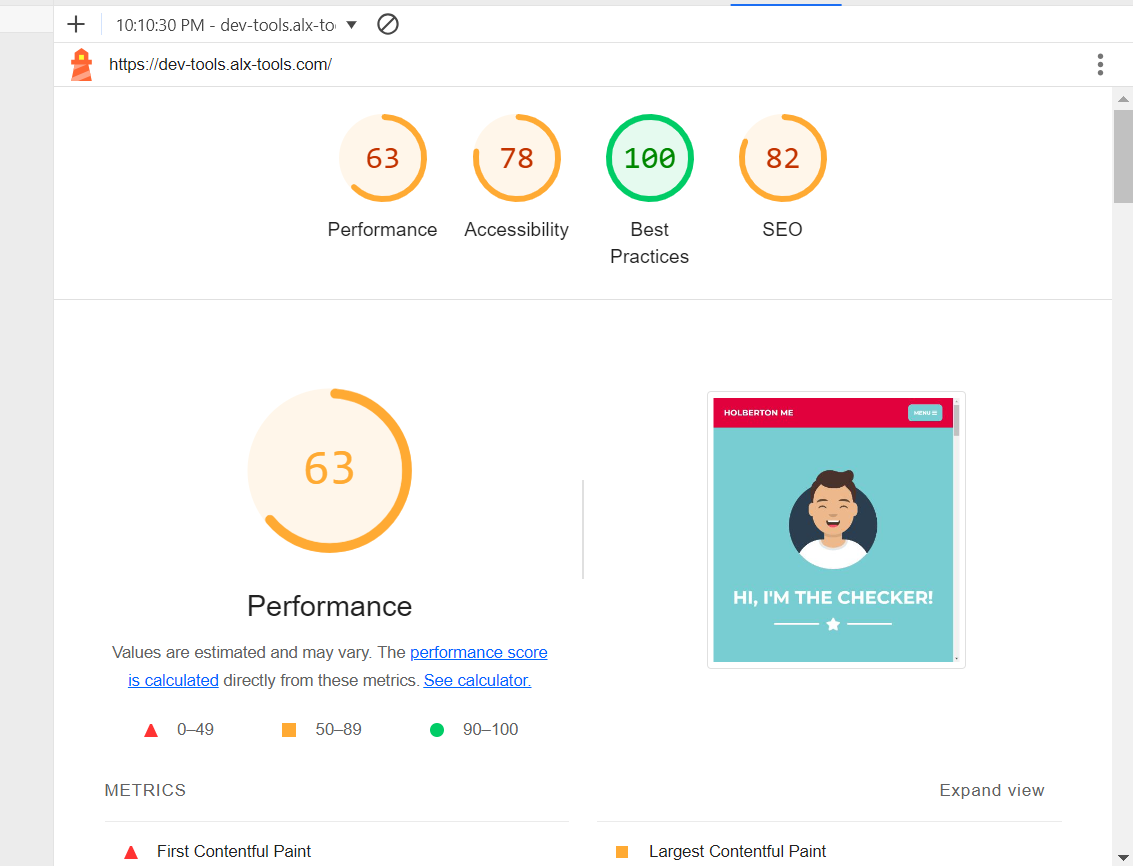 10:10:30 PM - dev-tools.alx-to
https://dev-tools.alx-tools.com/
63
78
100
82
Performance
Accessibility
Best
Practices
SEO
63
Performance
Values are estimated and may vary. The performance score
is calculated directly from these metrics. See calculator.
0–49
50–89
90–100
HOLBERTON ME
MENU
HI, I'M THE CHECKER!
METRICS
Expand view
First Contentful Paint
Largest Contentful Paint